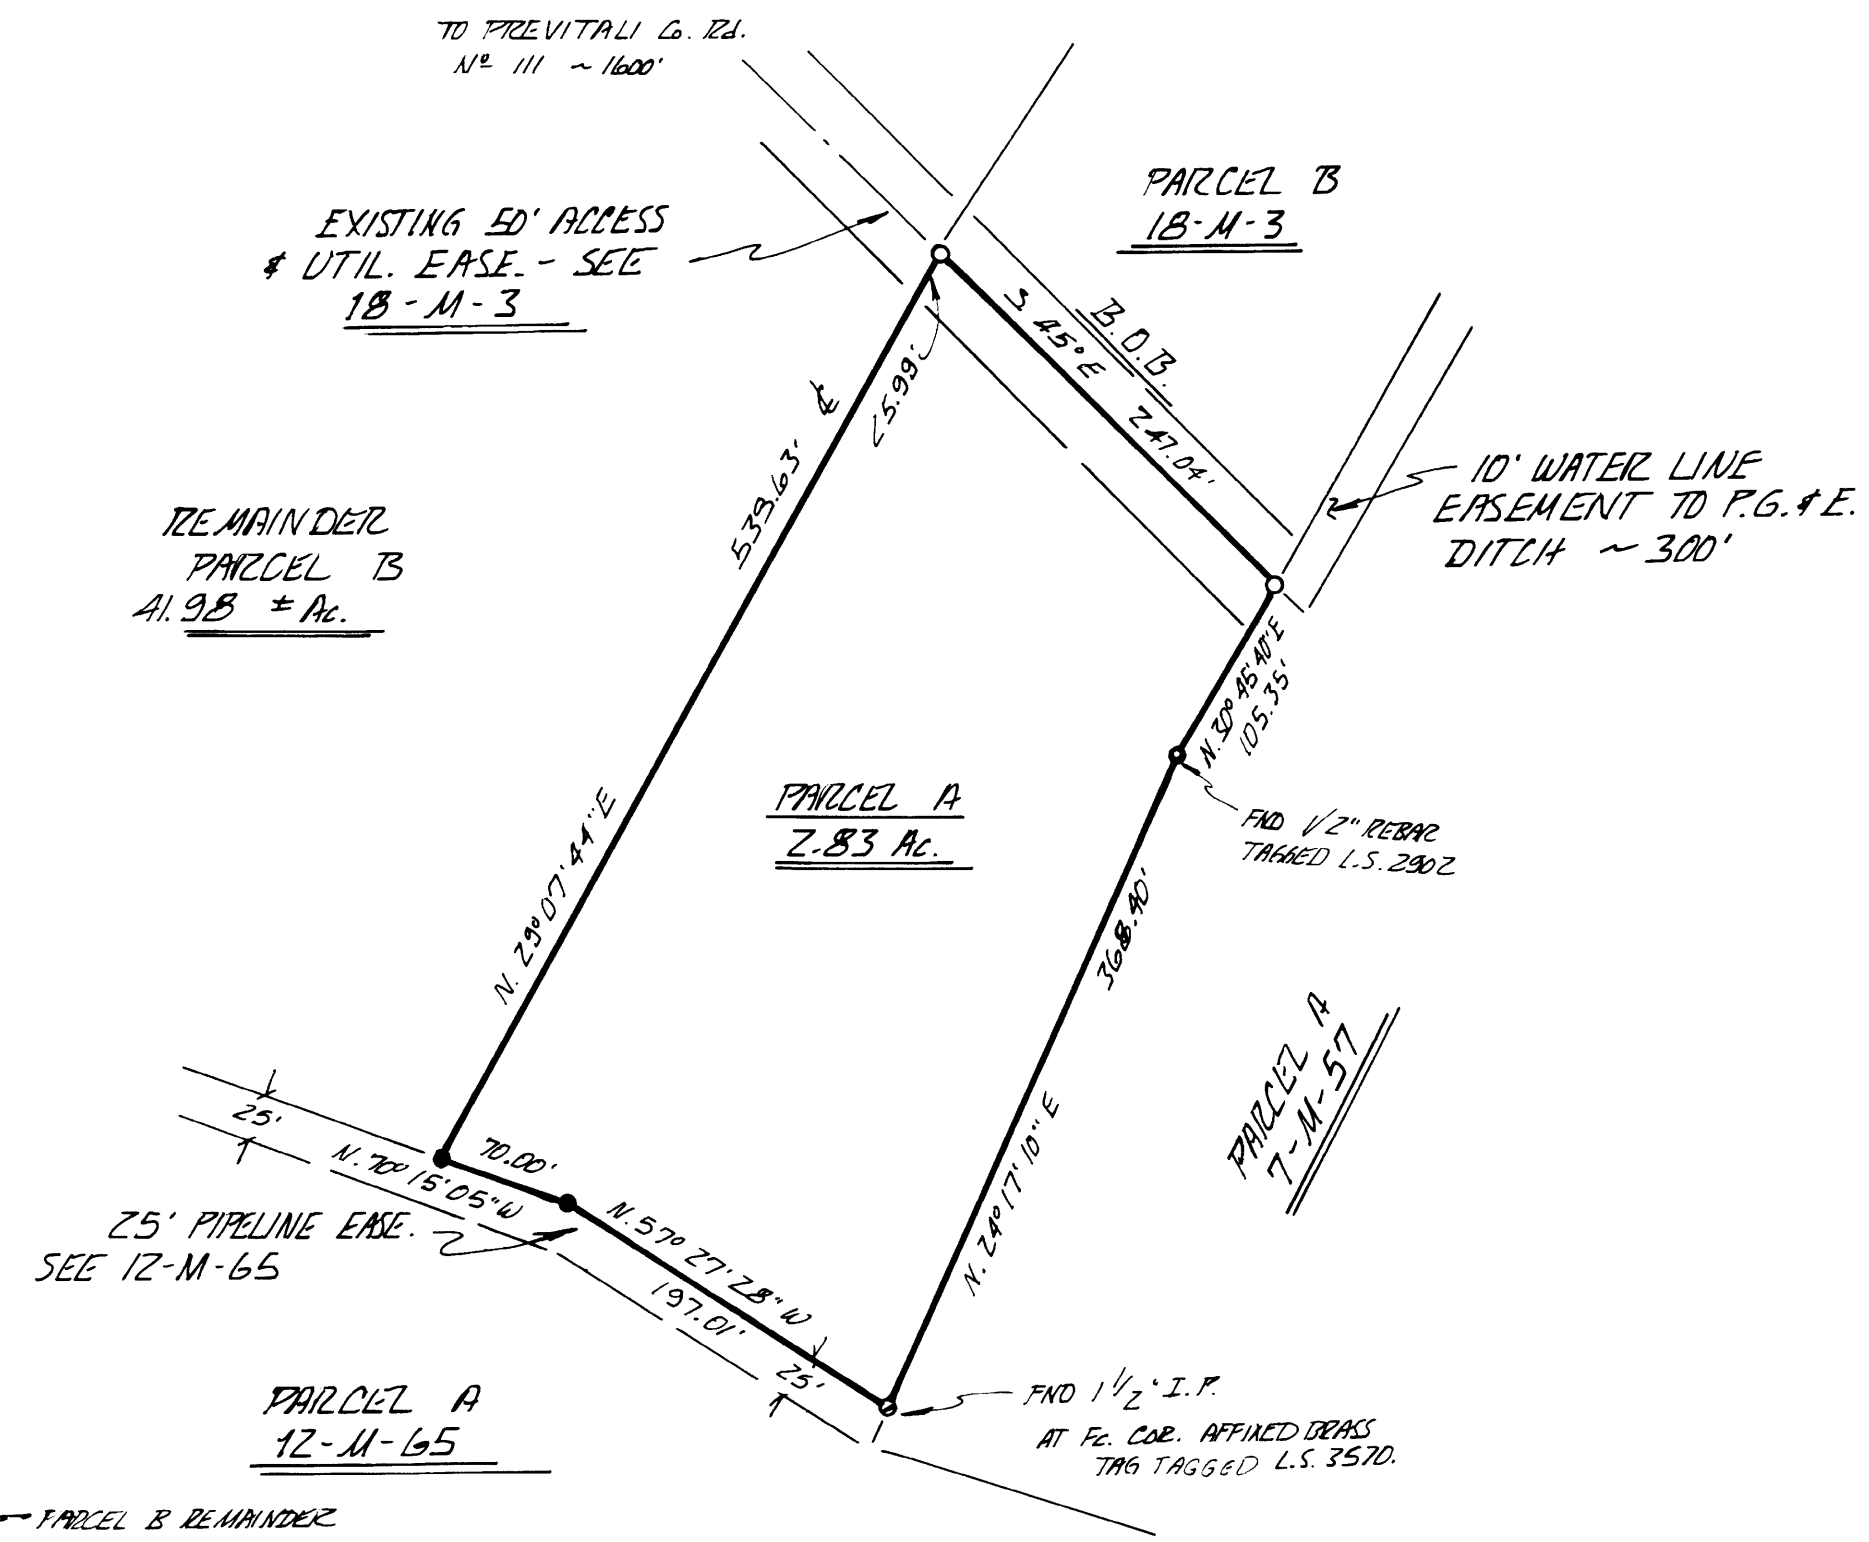 TO PREVITALI Co. Rd.
Nº 111 ~ 1600'
PARCEL B
18-M-3
EXISTING 50' ACCESS
& UTIL. EASE. - SEE
18-M-3
S 45° E 247.04'
B.O.B.
25.99'
539.63' ₵
N. 29° 07' 44" E
10' WATER LINE
EASEMENT TO P.G. & E.
DITCH ~ 300'
REMAINDER
PARCEL B
41.98 ± Ac.
N. 30° 45' 40" E
105.35'
PARCEL A
2.83 Ac.
FND 1/2" REBAR
TAGGED L.S. 2902
368.40'
N. 24° 17' 10" E
PARCEL A
7-M-57
25'
70.00'
N. 70° 15' 05" W
25' PIPELINE EASE.
SEE 12-M-65
N. 57° 27' 28" W
197.01'
25'
FND 1 1/2" I.P.
AT Fc. COR. AFFIXED BRASS
TAG TAGGED L.S. 3570.
PARCEL A
12-M-65
PARCEL B REMAINDER